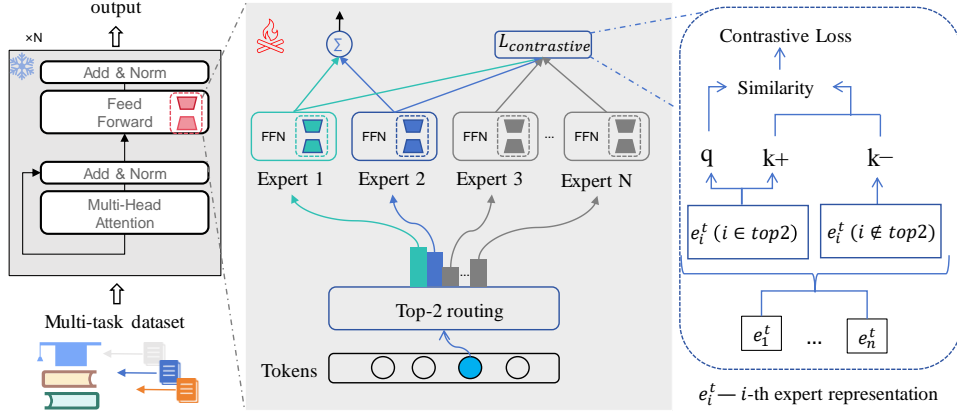 output
×N
Add & Norm
Feed
Forward
Add & Norm
Multi-Head
Attention
Multi-task dataset
Σ
L_contrastive
FFN
FFN
FFN
...
FFN
Expert 1
Expert 2
Expert 3
Expert N
...
Top-2 routing
Tokens
Contrastive Loss
Similarity
q
k+
k−
e_i^t (i ∈ top2)
e_i^t (i ∉ top2)
e_1^t
...
e_n^t
e_i^t — i-th expert representation